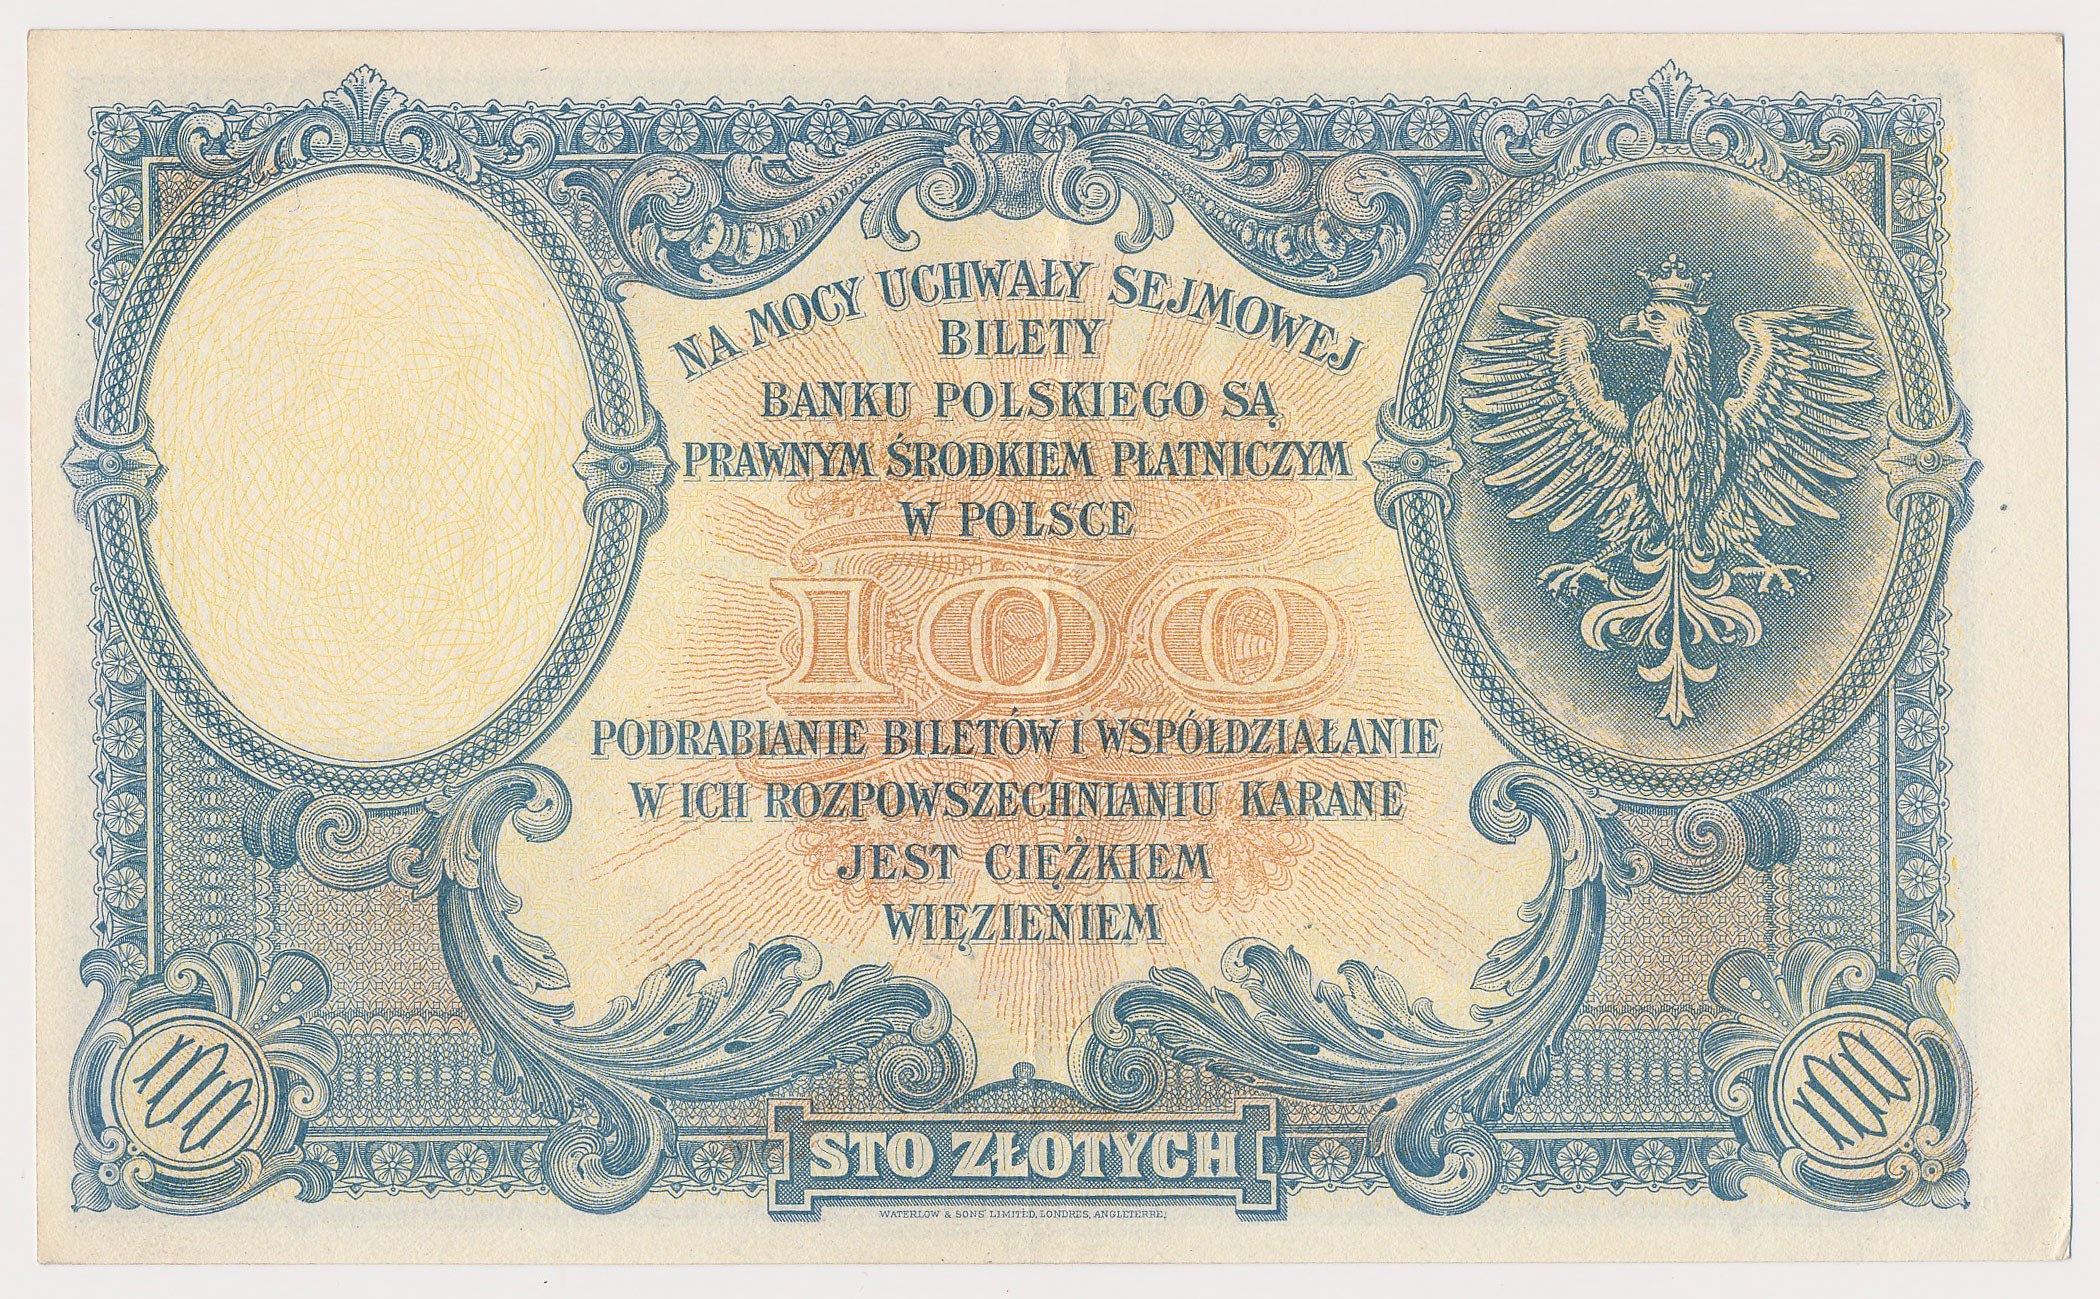 NA MOCY UCHWAŁY SEJMOWEJ
BILETY
BANKU POLSKIEGO SĄ
PRAWNYM ŚRODKIEM PŁATNICZYM
W POLSCE
100
PODRABIANIE BILETÓW I WSPÓŁDZIAŁANIE
W ICH ROZPOWSZECHNIANIU KARANE
JEST CIĘŻKIEM
WIĘZIENIEM
100
100
STO ZŁOTYCH
WATERLOW & SONS LIMITED, LONDRES, ANGLETERRE.